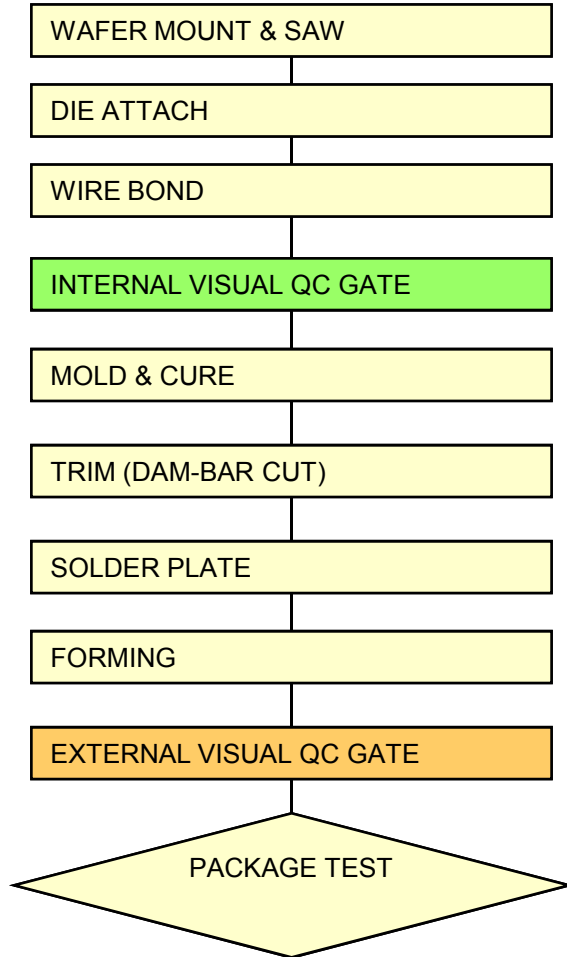 WAFER MOUNT & SAW
DIE ATTACH
WIRE BOND
INTERNAL VISUAL QC GATE
MOLD & CURE
TRIM (DAM-BAR CUT)
SOLDER PLATE
FORMING
EXTERNAL VISUAL QC GATE
PACKAGE TEST